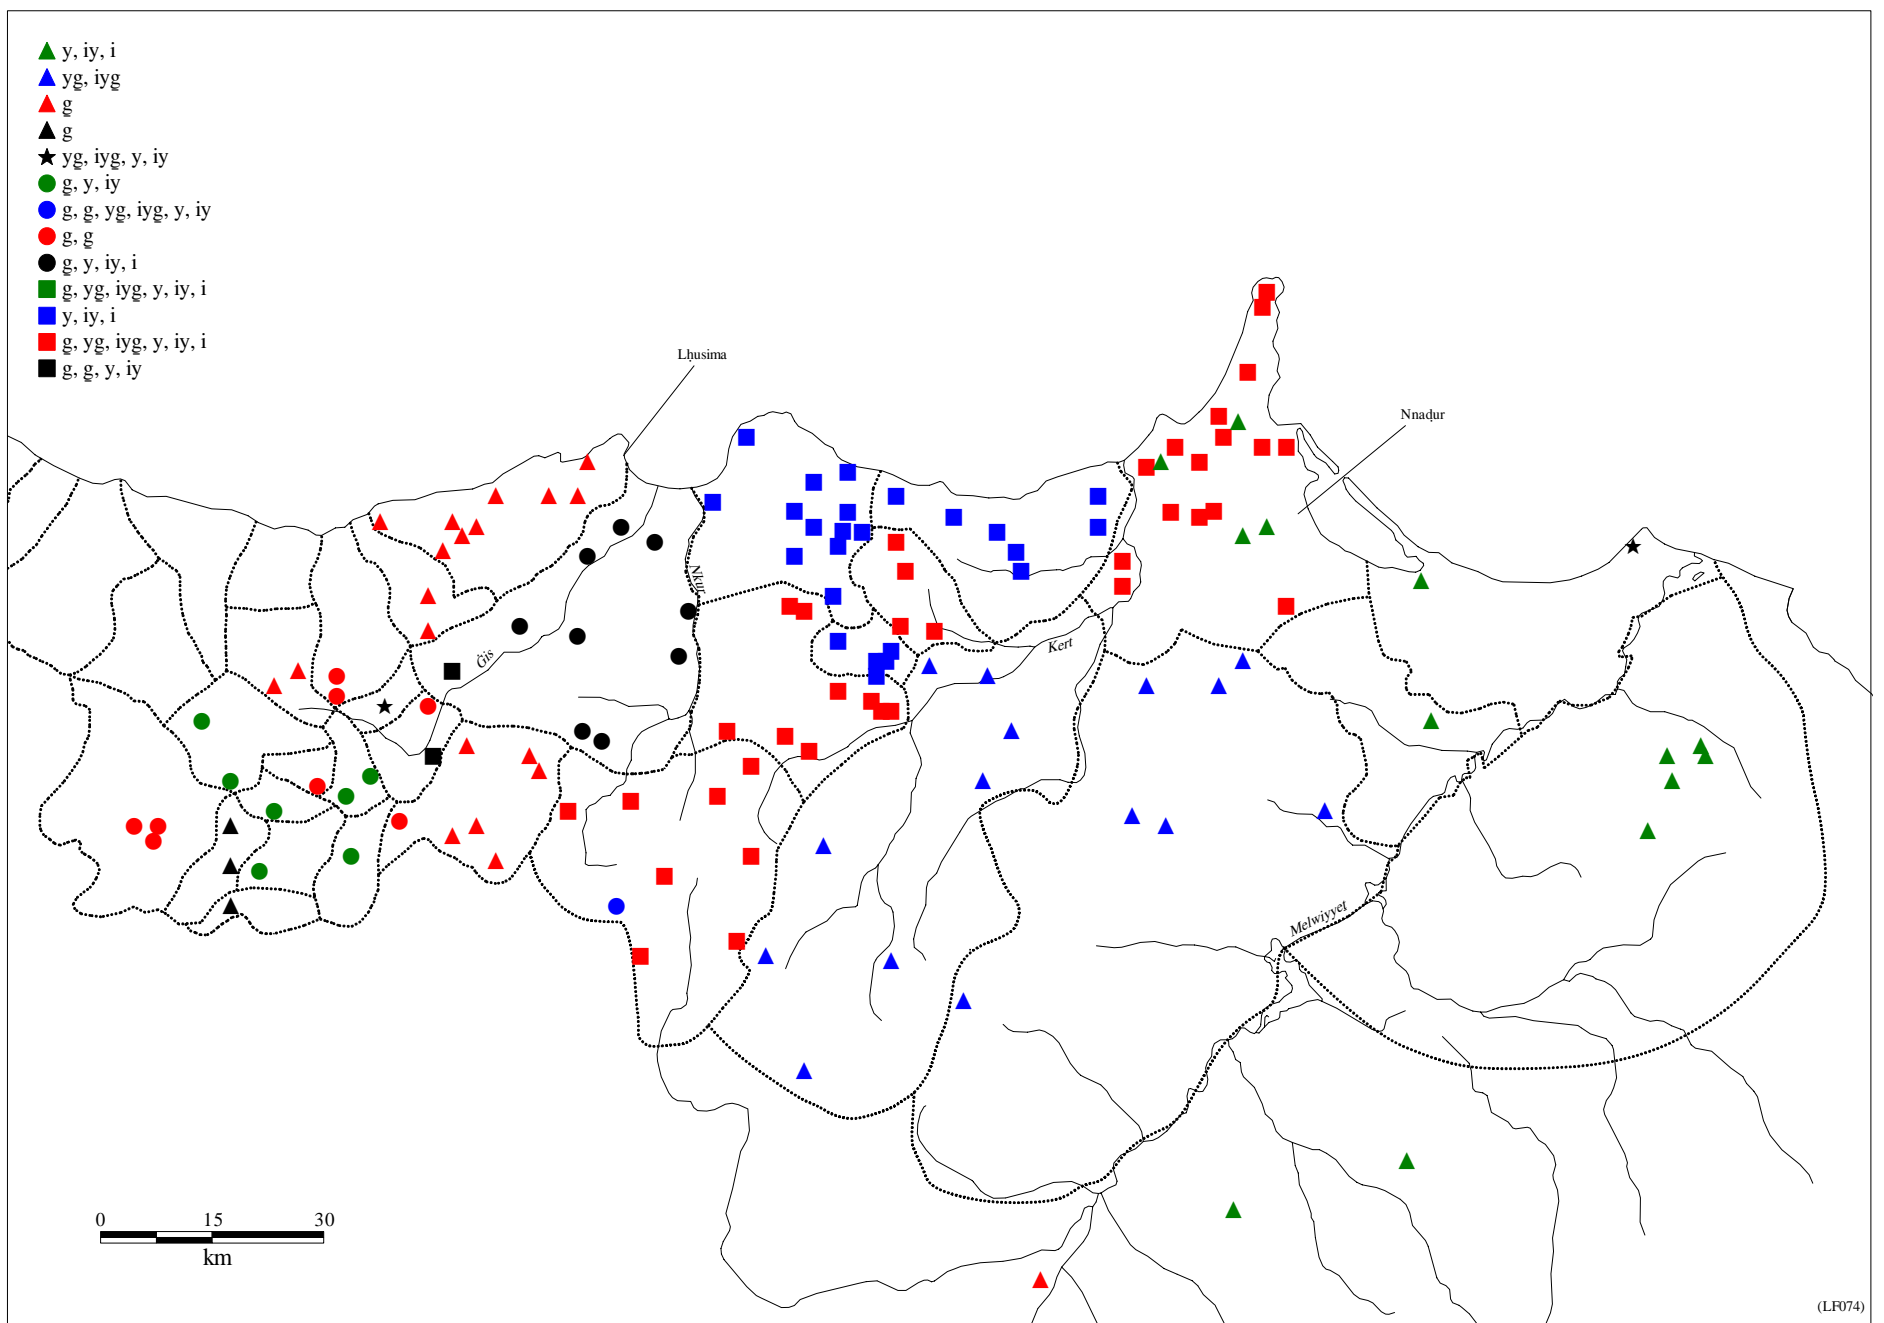 y, iy, i
yg̱, iyg̱
g̱
g
yg̱, iyg̱, y, iy
g̱, y, iy
g, g̱, yg̱, iyg̱, y, iy
g, g̱
g̱, y, iy, i
g̱, yg̱, iyg̱, y, iy, i
y, iy, i
g̱, yg̱, iyg̱, y, iy, i
g, g̱, y, iy
Lḥusima
Nnaḍur
Nkur
Ġis
Kert
Melwiyyet
0 15 30
km
(LF074)